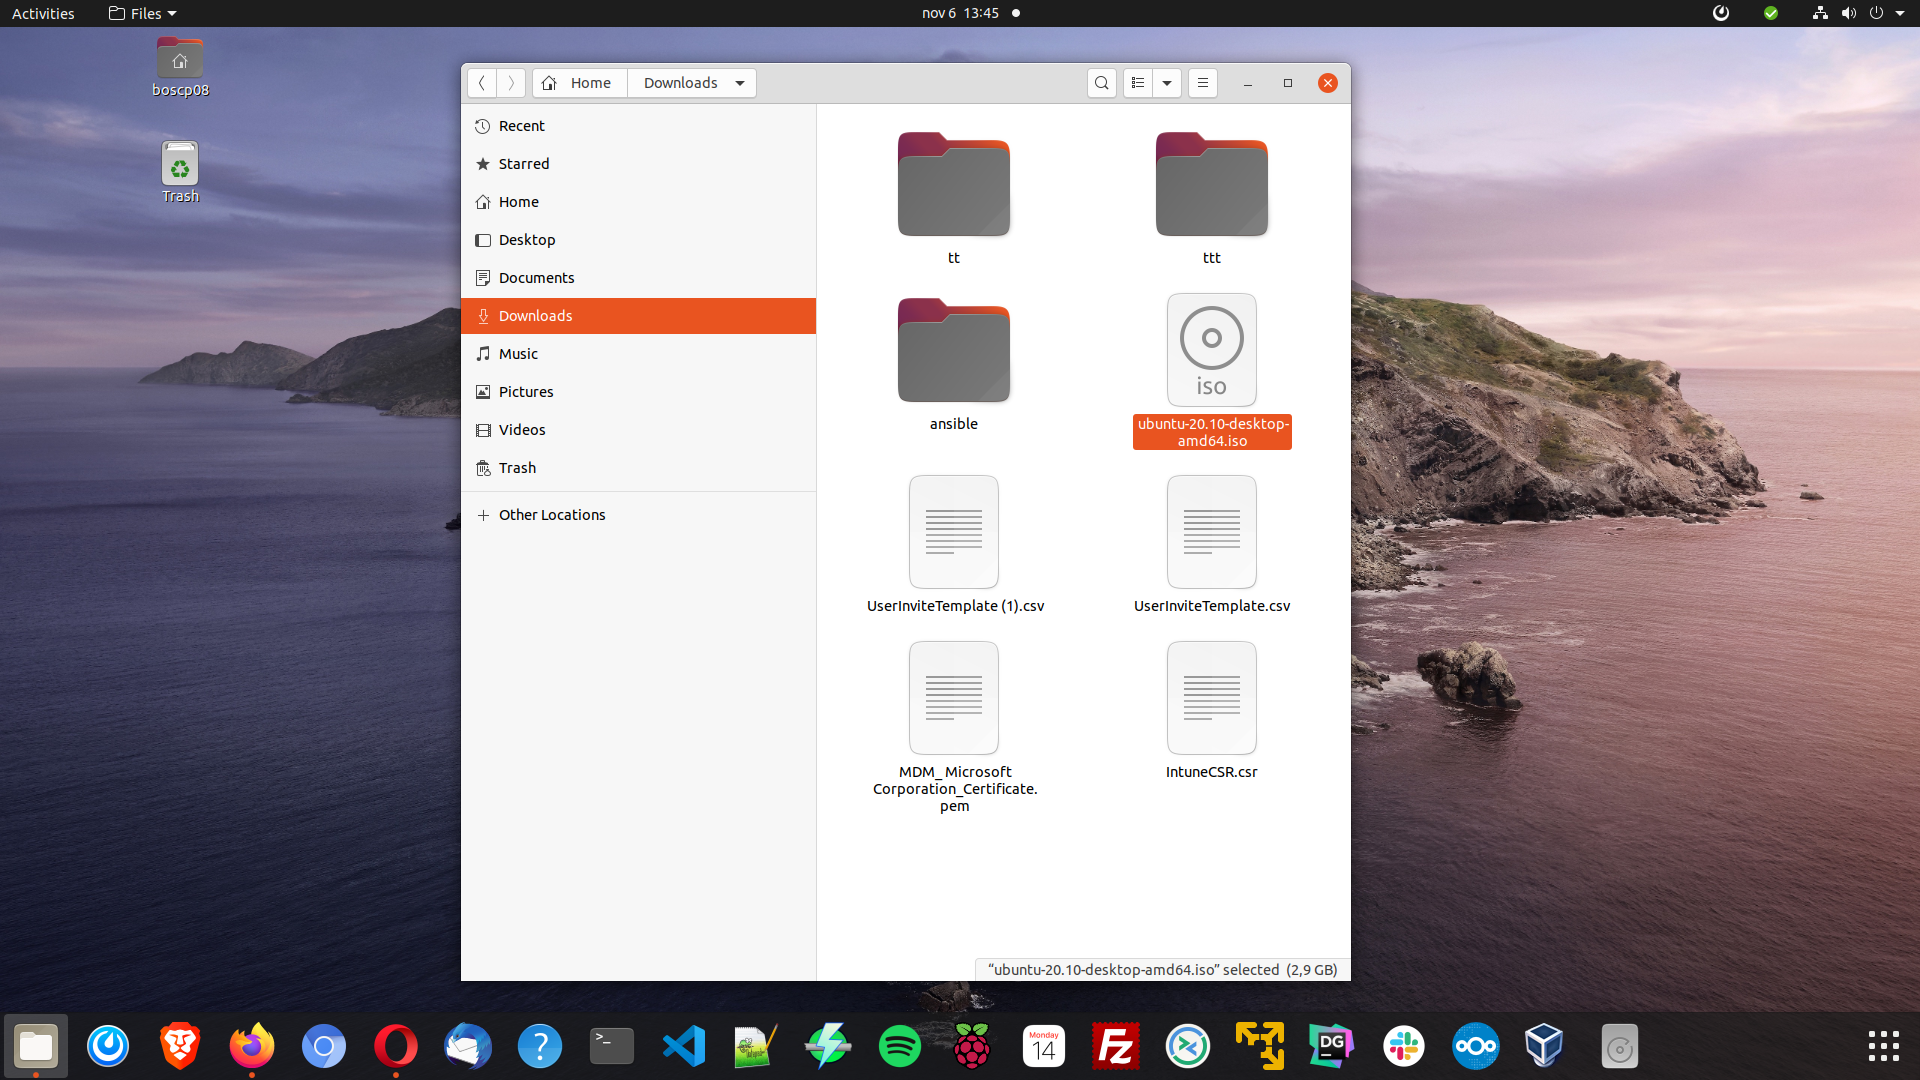 Activities
Files
nov 6 13:45
boscp08
Trash
Home
Downloads
Recent
Starred
Home
Desktop
Documents
Downloads
Music
Pictures
Videos
Trash
Other Locations
tt
ttt
ansible
iso
ubuntu-20.10-desktop-
amd64.iso
UserInviteTemplate (1).csv
UserInviteTemplate.csv
MDM_ Microsoft
Corporation_Certificate.
pem
IntuneCSR.csr
“ubuntu-20.10-desktop-amd64.iso” selected (2,9 GB)
?
>_
Monday
14
Fz
DG